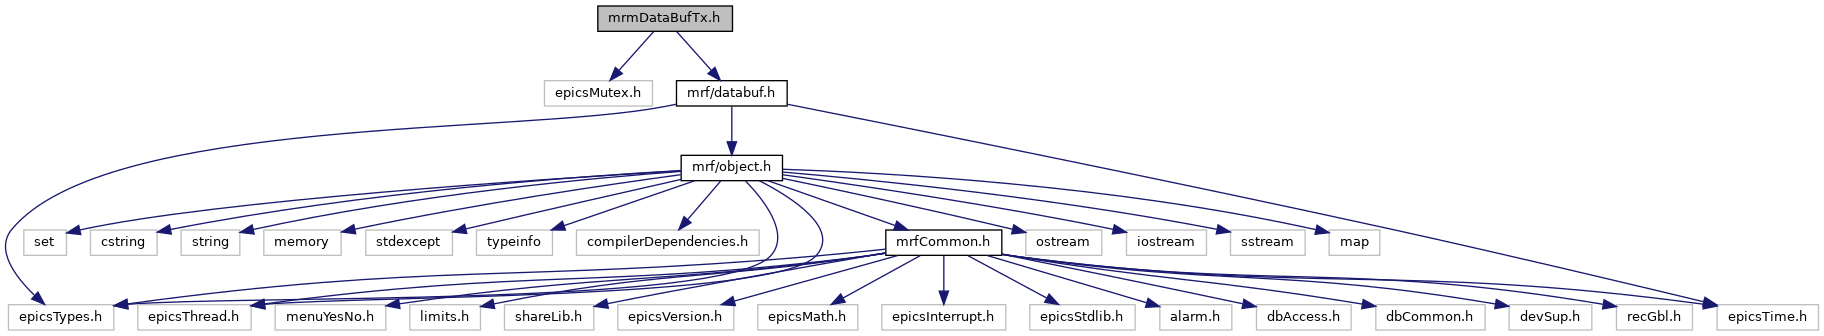 mrmDataBufTx.h
epicsMutex.h
mrf/databuf.h
mrf/object.h
set
cstring
string
memory
stdexcept
typeinfo
compilerDependencies.h
mrfCommon.h
ostream
iostream
sstream
map
epicsTypes.h
epicsThread.h
menuYesNo.h
limits.h
shareLib.h
epicsVersion.h
epicsMath.h
epicsInterrupt.h
epicsStdlib.h
alarm.h
dbAccess.h
dbCommon.h
devSup.h
recGbl.h
epicsTime.h